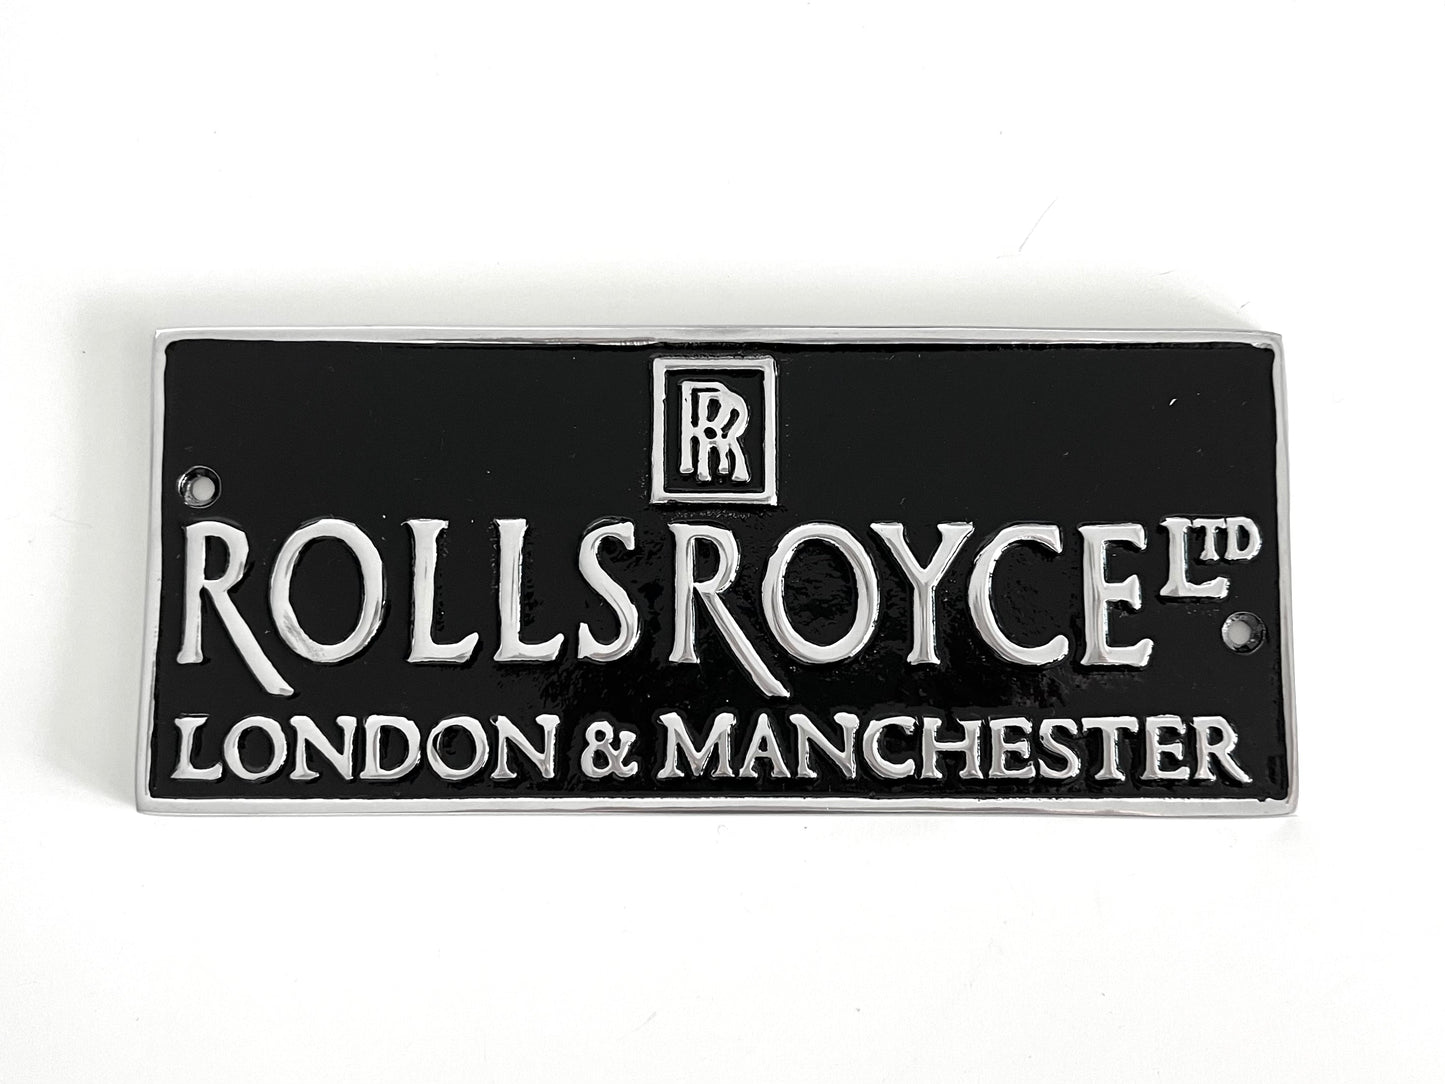 RR
ROLLSROYCE LTD
LONDON & MANCHESTER